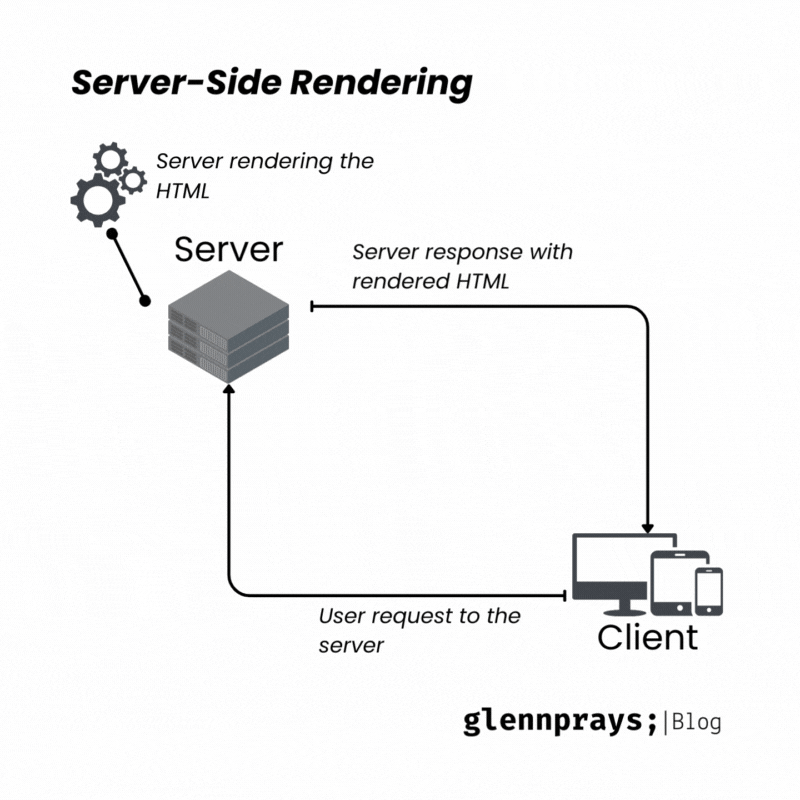 Server-Side Rendering
Server rendering the
HTML
Server
Server response with
rendered HTML
User request to the
server
Client
glennprays;|Blog